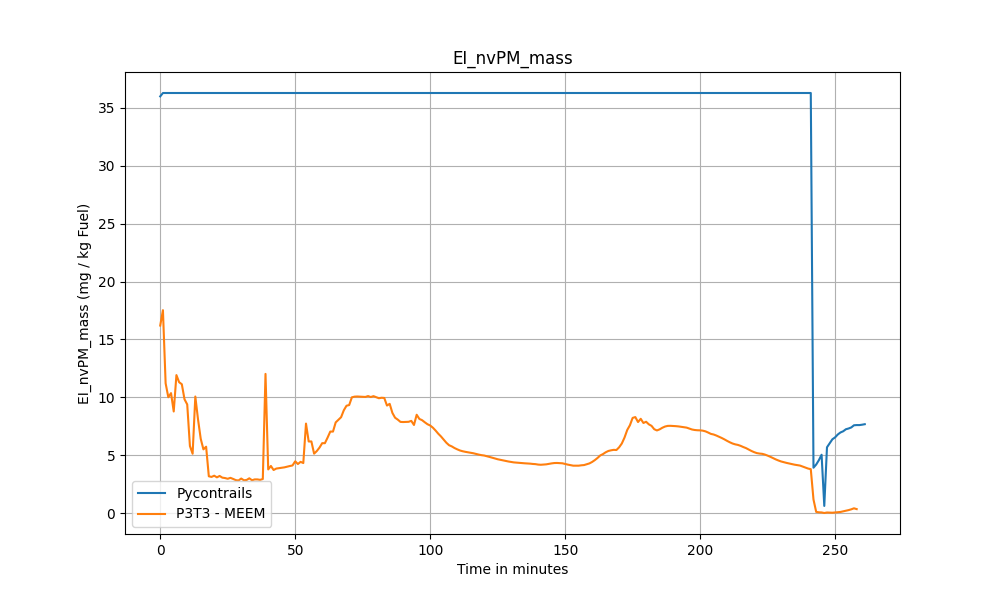 EI_nvPM_mass
EI_nvPM_mass (mg / kg Fuel)
35
30
25
20
15
10
5
0
Pycontrails
P3T3 - MEEM
0 50 100 150 200 250
Time in minutes